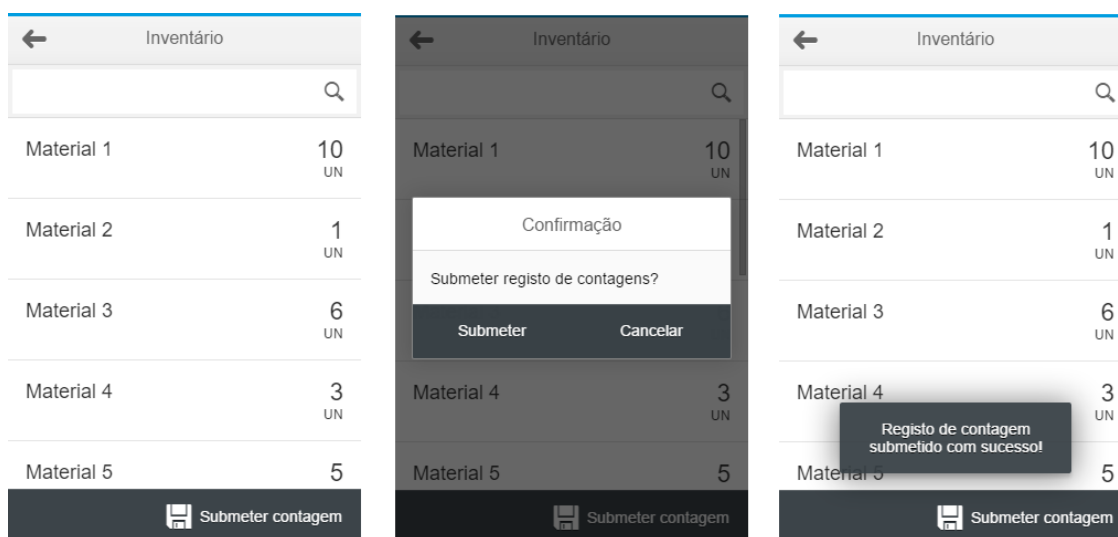 Inventário
Material 1
10
UN
Material 2
1
UN
Material 3
6
UN
Material 4
3
UN
Material 5
5
Submeter contagem
Inventário
Material 1
10
UN
Confirmação
Submeter registo de contagens?
Submeter Cancelar
Material 4
3
UN
Material 5
5
Submeter contagem
Inventário
Material 1
10
UN
Material 2
1
UN
Material 3
6
UN
Material 4
3
UN
Registo de contagem
submetido com sucesso!
Material 5
5
Submeter contagem